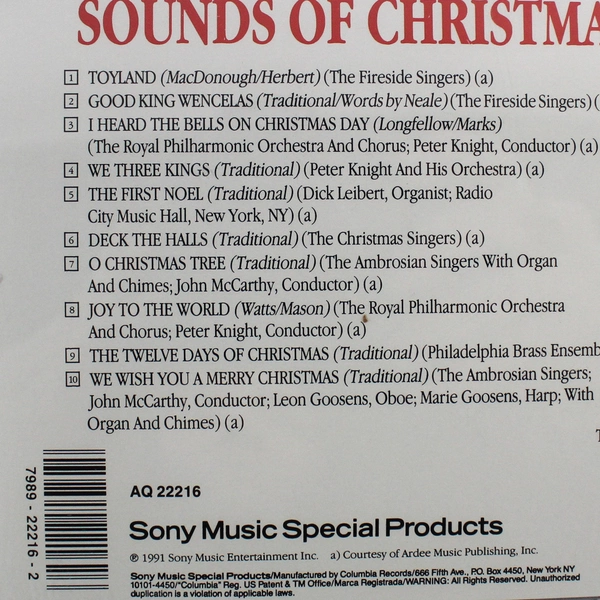 SOUNDS OF CHRISTMA
1 TOYLAND (MacDonough/Herbert) (The Fireside Singers) (a)
2 GOOD KING WENCELAS (Traditional/Words by Neale) (The Fireside Singers) (
3 I HEARD THE BELLS ON CHRISTMAS DAY (Longfellow/Marks)
(The Royal Philharmonic Orchestra And Chorus; Peter Knight, Conductor) (a)
4 WE THREE KINGS (Traditional) (Peter Knight And His Orchestra) (a)
5 THE FIRST NOEL (Traditional) (Dick Leibert, Organist; Radio
City Music Hall, New York, NY) (a)
6 DECK THE HALLS (Traditional) (The Christmas Singers) (a)
7 O CHRISTMAS TREE (Traditional) (The Ambrosian Singers With Organ
And Chimes; John McCarthy, Conductor) (a)
8 JOY TO THE WORLD (Watts/Mason) (The Royal Philharmonic Orchestra
And Chorus; Peter Knight, Conductor) (a)
9 THE TWELVE DAYS OF CHRISTMAS (Traditional) (Philadelphia Brass Ensemb
10 WE WISH YOU A MERRY CHRISTMAS (Traditional) (The Ambrosian Singers;
John McCarthy, Conductor; Leon Goosens, Oboe; Marie Goosens, Harp; With
Organ And Chimes) (a)
7989 - 22216 - 2
AQ 22216
Sony Music Special Products
℗ 1991 Sony Music Entertainment Inc. a) Courtesy of Ardee Music Publishing, Inc.
Sony Music Special Products/Manufactured by Columbia Records/666 Fifth Ave., P.O. Box 4450, New York NY
10101-4450/"Columbia" Reg. US Patent & TM Office/Marca Registrada/WARNING: All Rights Reserved. Unauthorized
duplication is a violation of applicable laws.